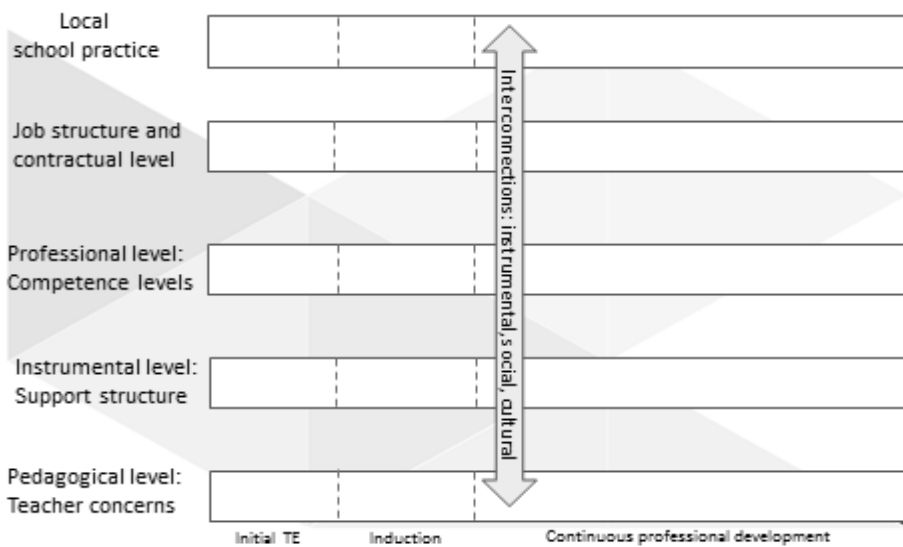 Local
school practice
Job structure and
contractual level
Professional level:
Competence levels
Instrumental level:
Support structure
Pedagogical level:
Teacher concerns
Interconnections: instrumental, social, cultural
Initial TE
Induction
Continuous professional development